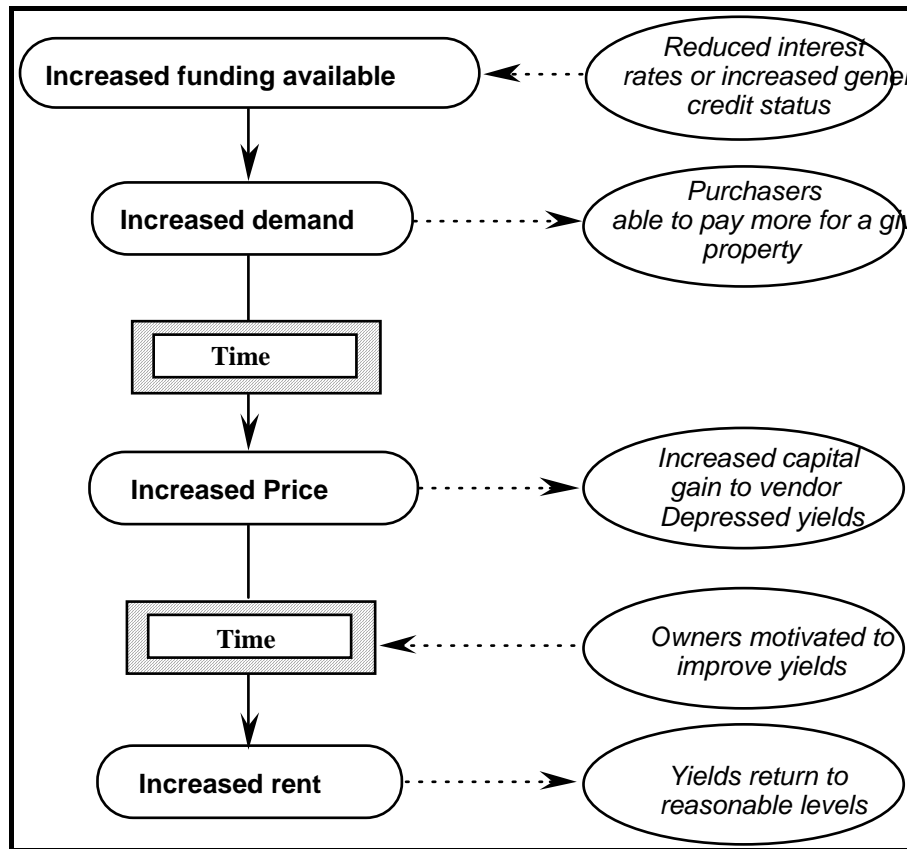 Increased funding available
Reduced interest
rates or increased gener
credit status
Increased demand
Purchasers
able to pay more for a giv
property
Time
Increased Price
Increased capital
gain to vendor
Depressed yields
Time
Owners motivated to
improve yields
Increased rent
Yields return to
reasonable levels